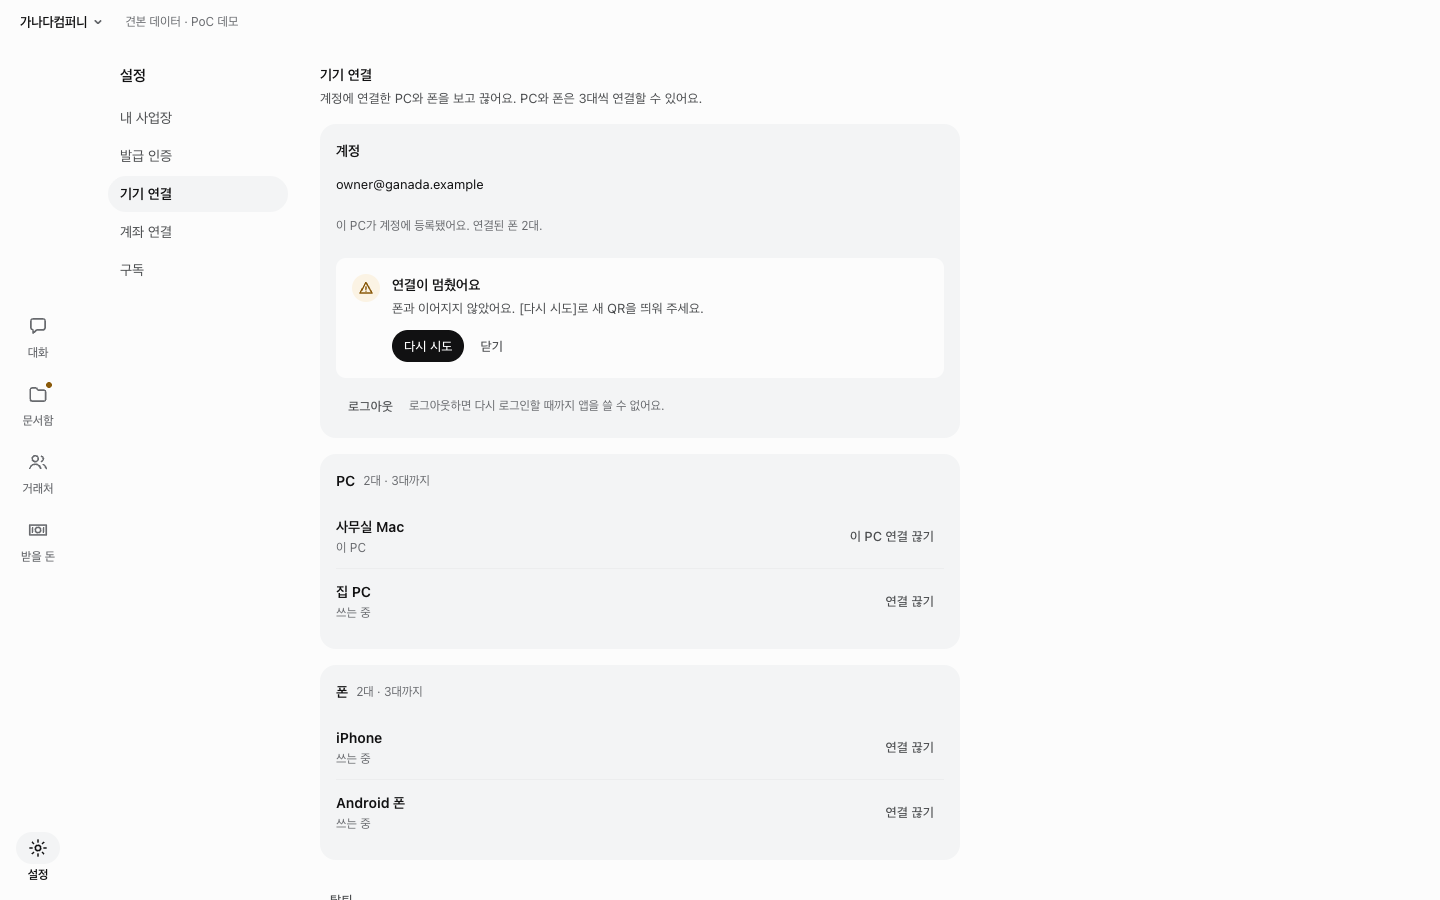 가나다컴퍼니
견본 데이터 · PoC 데모
설정
내 사업장
발급 인증
기기 연결
계좌 연결
구독
대화
문서함
거래처
받을 돈
설정
기기 연결
계정에 연결한 PC와 폰을 보고 끊어요. PC와 폰은 3대씩 연결할 수 있어요.
계정
owner@ganada.example
이 PC가 계정에 등록됐어요. 연결된 폰 2대.
연결이 멈췄어요
폰과 이어지지 않았어요. [다시 시도]로 새 QR을 띄워 주세요.
다시 시도 닫기
로그아웃 로그아웃하면 다시 로그인할 때까지 앱을 쓸 수 없어요.
PC 2대 · 3대까지
사무실 Mac
이 PC
이 PC 연결 끊기
집 PC
쓰는 중
연결 끊기
폰 2대 · 3대까지
iPhone
쓰는 중
연결 끊기
Android 폰
쓰는 중
연결 끊기